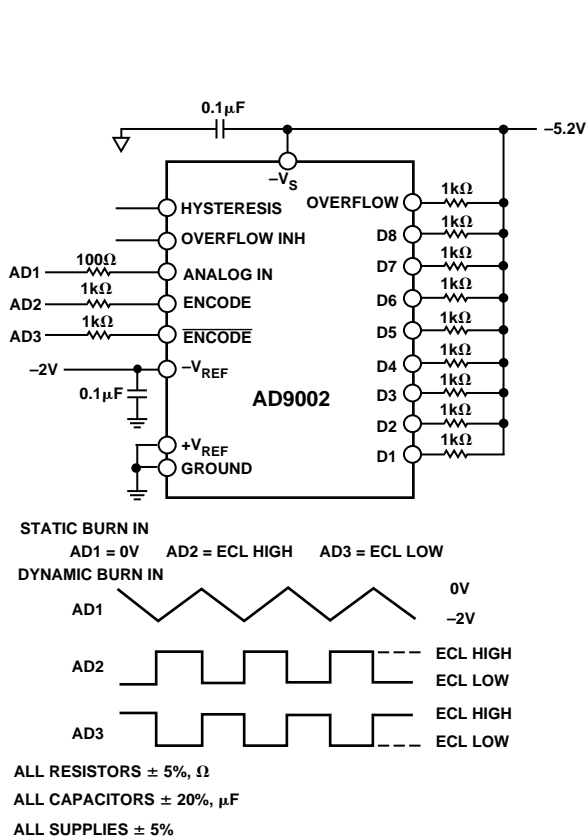 0.1μF
–5.2V
–VS
HYSTERESIS
OVERFLOW
1kΩ
OVERFLOW INH
D8
1kΩ
AD1
100Ω
ANALOG IN
D7
1kΩ
AD2
1kΩ
ENCODE
D6
1kΩ
AD3
1kΩ
ENCODE
D5
1kΩ
–2V
–VREF
D4
1kΩ
0.1μF
AD9002
D3
1kΩ
D2
1kΩ
+VREF
D1
1kΩ
GROUND
STATIC BURN IN
AD1 = 0V AD2 = ECL HIGH AD3 = ECL LOW
DYNAMIC BURN IN
AD1
0V
–2V
AD2
ECL HIGH
ECL LOW
AD3
ECL HIGH
ECL LOW
ALL RESISTORS ± 5%, Ω
ALL CAPACITORS ± 20%, μF
ALL SUPPLIES ± 5%